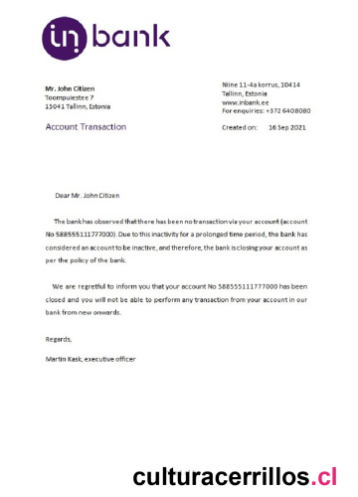 in bank
Mr. John Citizen
Toompuiestee 7
15041 Tallinn, Estonia
Niine 11-4a korrus, 10414
Tallinn, Estonia
www.inbank.ee
For enquiries: +372 6408080
Account Transaction
Created on: 16 Sep 2021
Dear Mr. John Citizen
The bank has observed that there has been no transaction via your account (account
No 588555111777000). Due to this inactivity for a prolonged time period, the bank has
considered an account to be inactive, and therefore, the bank is closing your account as
per the policy of the bank.
We are regretful to inform you that your account No 588555111777000 has been
closed and you will not be able to perform any transaction from your account in our
bank from new onwards.
Regards,
Martin Kask, executive officer
culturacerrillos.cl